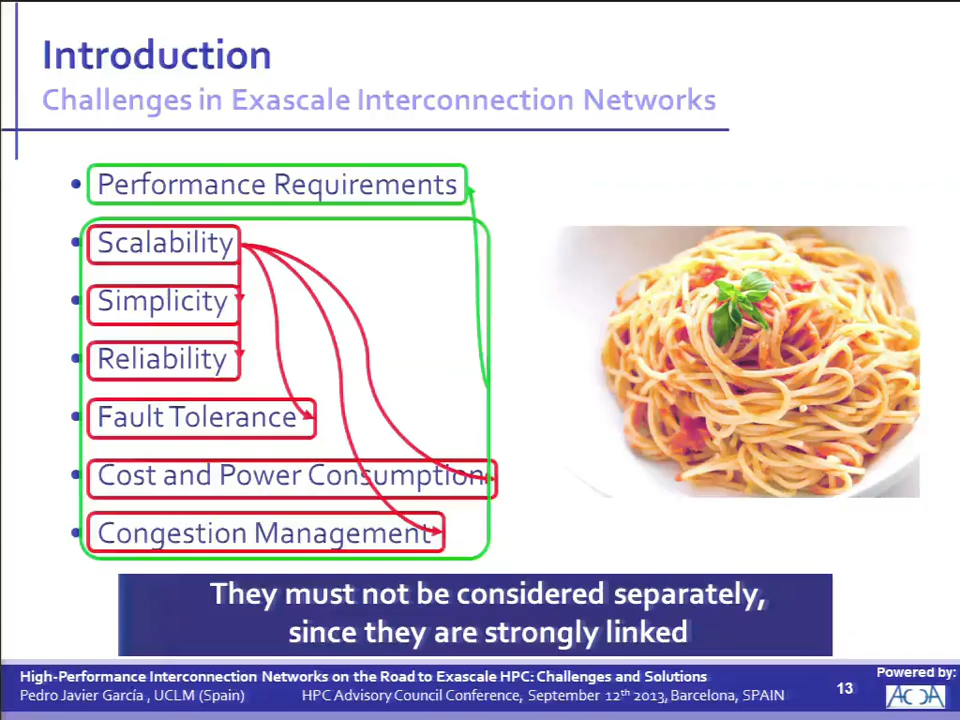 Introduction
Challenges in Exascale Interconnection Networks
• Performance Requirements
• Scalability
• Simplicity
• Reliability
• Fault Tolerance
• Cost and Power Consumption
• Congestion Management
They must not be considered separately,
since they are strongly linked
High-Performance Interconnection Networks on the Road to Exascale HPC: Challenges and Solutions
Pedro Javier García , UCLM (Spain) HPC Advisory Council Conference, September 12th 2013, Barcelona, SPAIN
13
Powered by:
ACCA